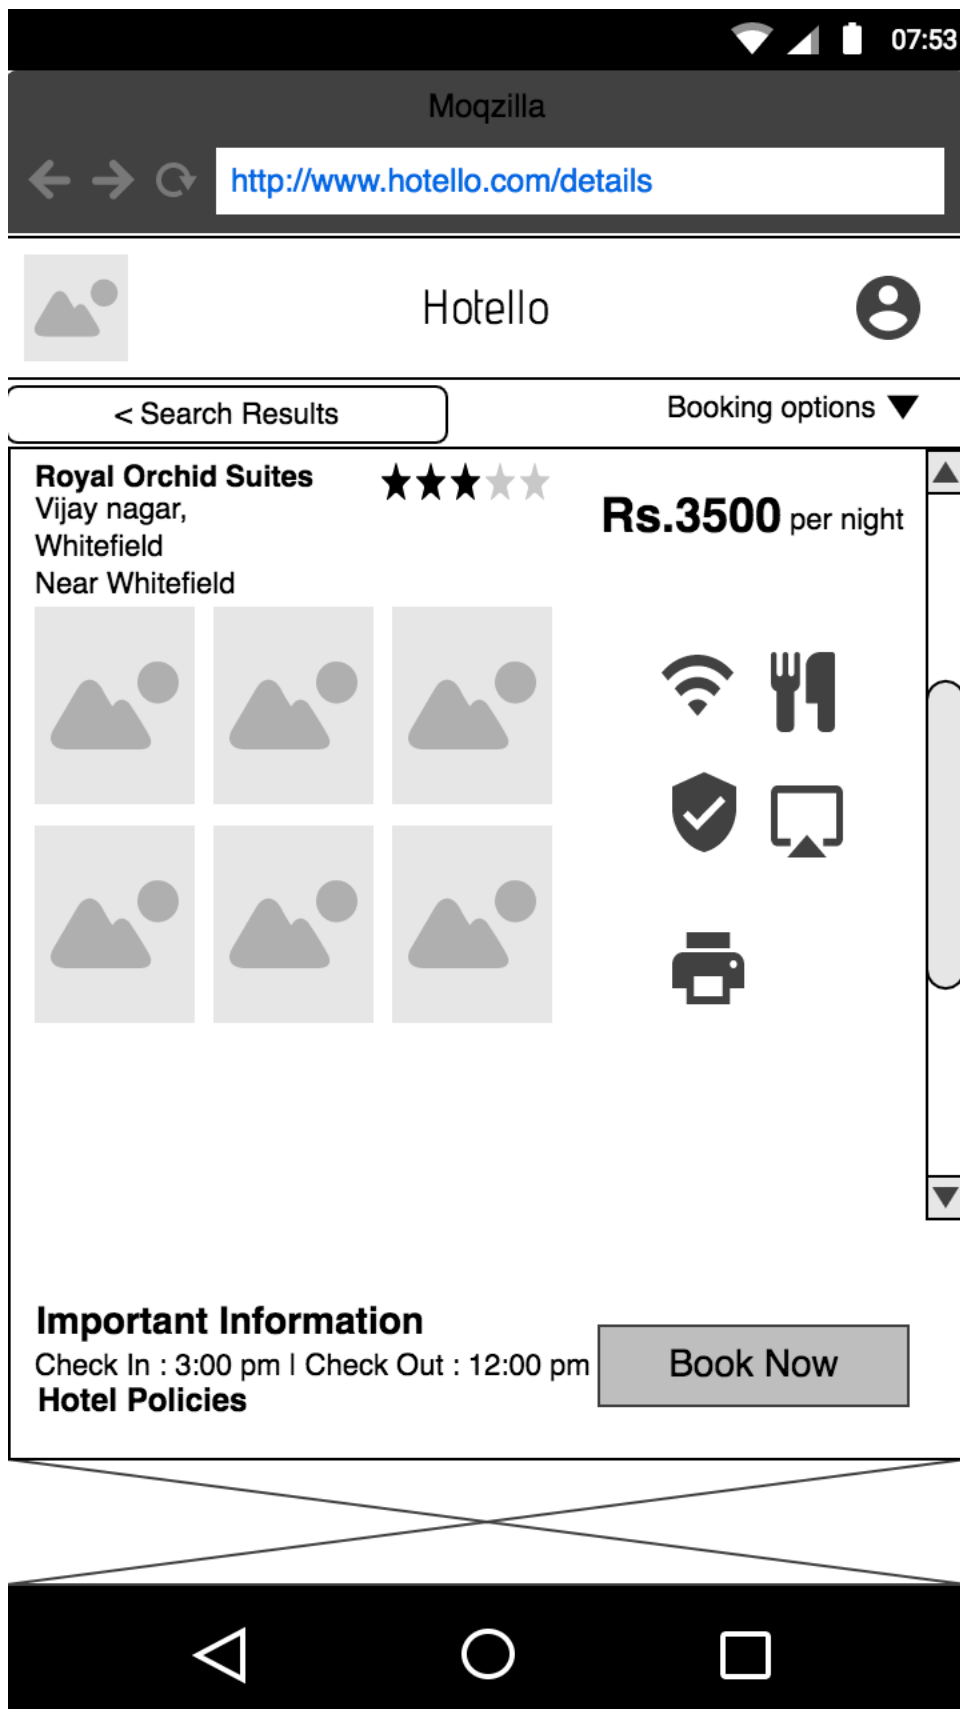 07:53
Moqzilla
http://www.hotello.com/details
Hotello
< Search Results
Booking options
Royal Orchid Suites
Vijay nagar,
Whitefield
Near Whitefield
Rs.3500 per night
Important Information
Check In : 3:00 pm | Check Out : 12:00 pm
Hotel Policies
Book Now